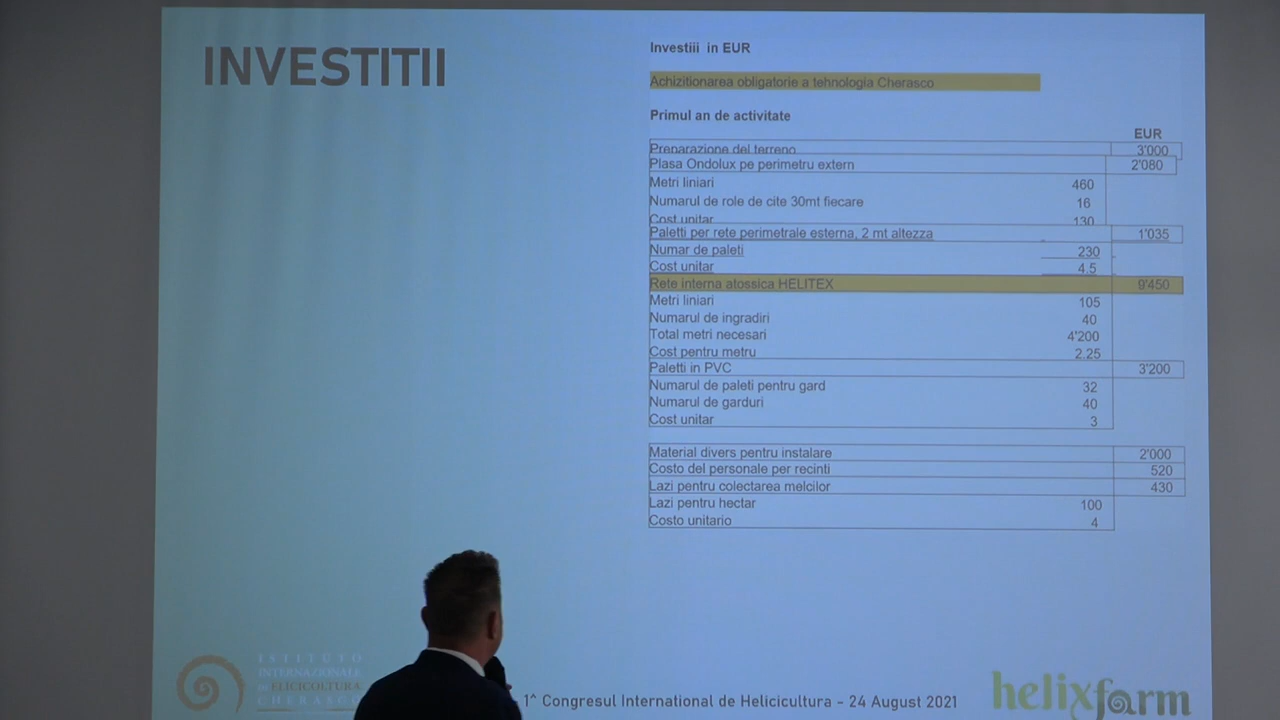 INVESTITII
Investiii in EUR
Achizitionarea obligatorie a tehnologia Cherasco
Primul an de activitate
EUR
Preparazione del terreno 3'000
Plasa Ondolux pe perimetru extern 2'080
Metri liniari 460
Numarul de role de cite 30mt fiecare 16
Cost unitar 130
Paletti per rete perimetrale esterna, 2 mt altezza 1'035
Numar de paleti 230
Cost unitar 4.5
Rete interna atossica HELITEX 9'450
Metri liniari 105
Numarul de ingradiri 40
Total metri necesari 4'200
Cost pentru metru 2.25
Paletti in PVC 3'200
Numarul de paleti pentru gard 32
Numarul de garduri 40
Cost unitar 3
Material divers pentru instalare 2'000
Costo del personale per recinti 520
Lazi pentru colectarea melcilor 430
Lazi pentru hectar 100
Costo unitario 4
ISTITUTO
INTERNAZIONALE
DI ELICICOLTURA
CHERASCO
1^ Congresul International de Helicicultura - 24 August 2021
helixfarm